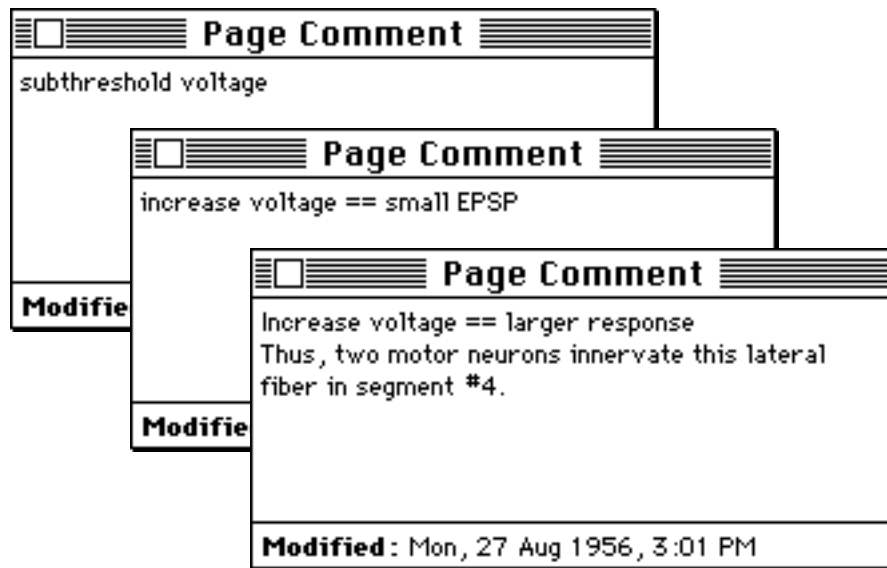 Page Comment
subthreshold voltage
Modifie
Page Comment
increase voltage == small EPSP
Modifie
Page Comment
Increase voltage == larger response
Thus, two motor neurons innervate this lateral
fiber in segment #4.
Modified: Mon, 27 Aug 1956, 3:01 PM